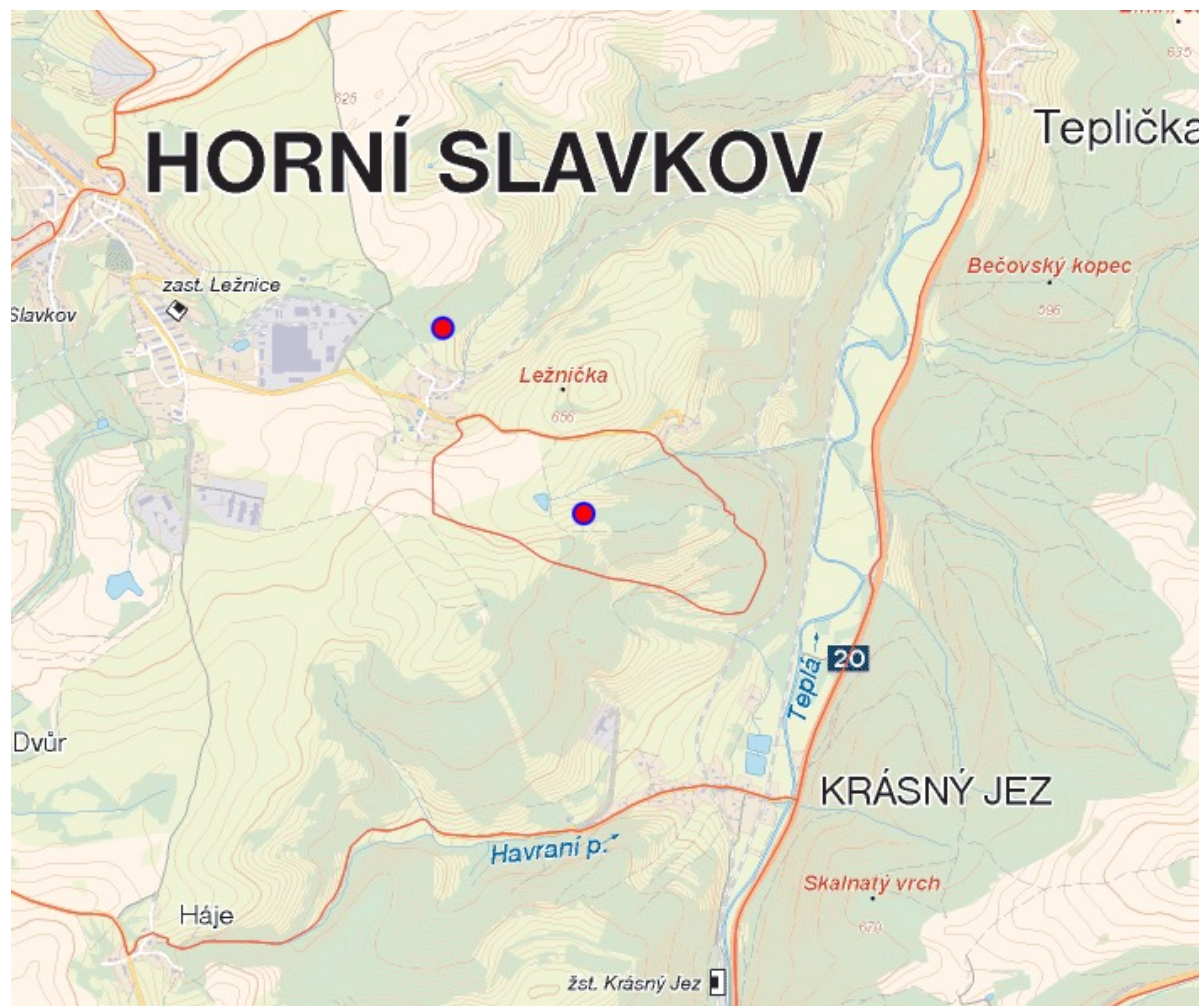 635
625
HORNÍ SLAVKOV
Teplička
Bečovský kopec
zast. Ležnice
596
Slavkov
Ležnička
656
20
Teplá →
Dvůr
KRÁSNÝ JEZ
Havraní p.
Skalnatý vrch
Háje
670
žst. Krásný Jez